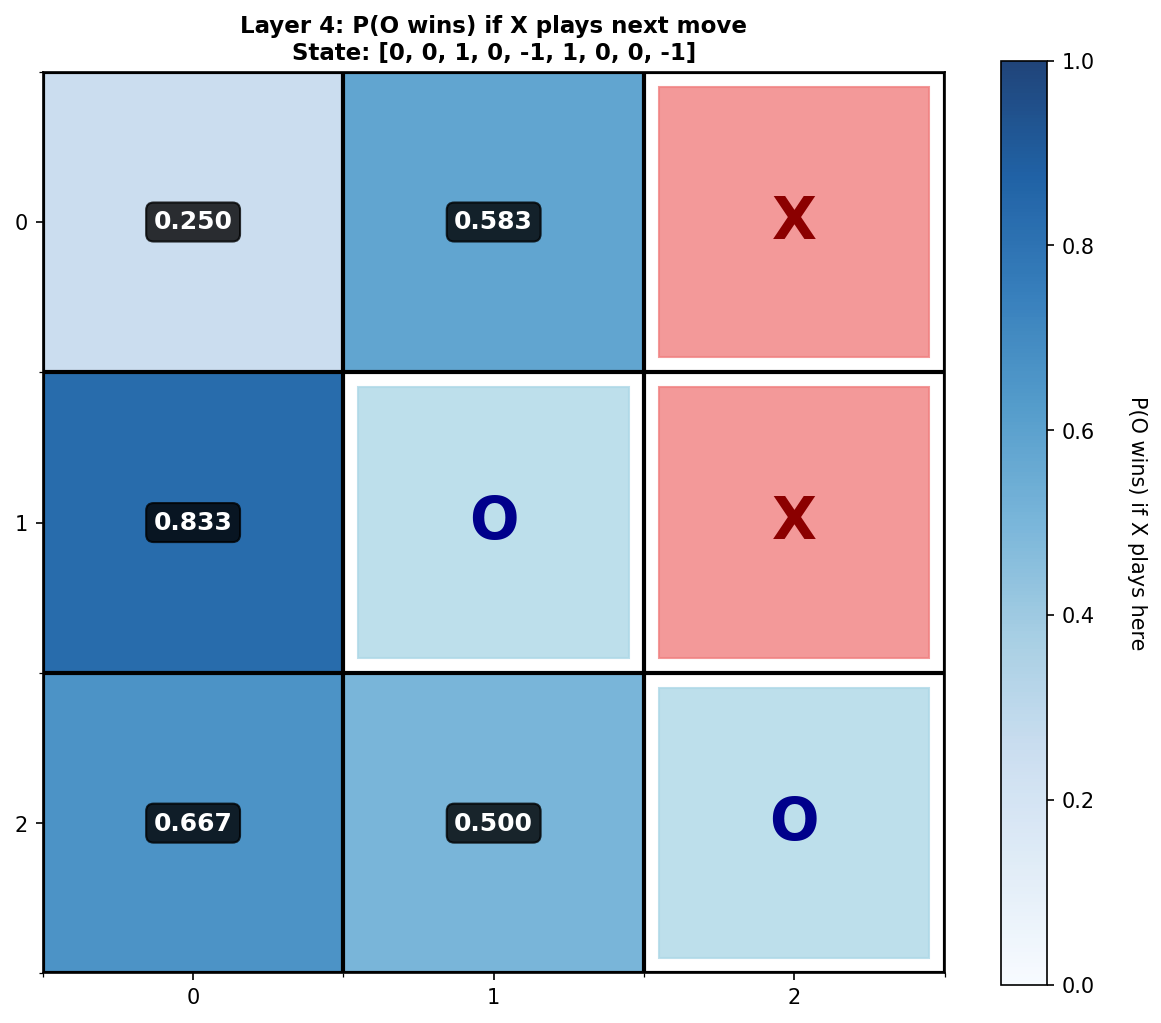 Layer 4: P(O wins) if X plays next move
State: [0, 0, 1, 0, -1, 1, 0, 0, -1]
0
0.250
0.583
X
1
0.833
O
X
2
0.667
0.500
O
0
1
2
1.0
0.8
0.6
0.4
0.2
0.0
P(O wins) if X plays here